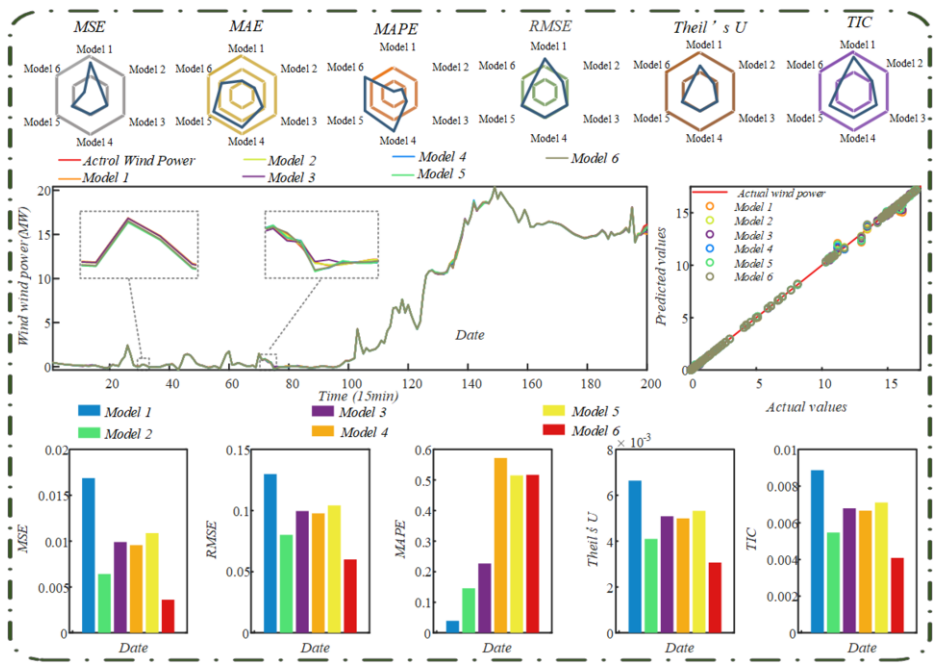 MSE MAE MAPE RMSE Theil ' s U TIC
Model 1 Model 1 Model 1 Model 1 Model 1 Model 1
Model 6 Model 2 Model 6 Model 2 Model 6 Model 2 Model 6 Model 2 Model 6 Model 2 Model 6 Model 2
Model 5 Model 3 Model 5 Model 3 Model 5 Model 3 Model 5 Model 3 Model 5 Model 3 Model 5 Model 3
Model 4 Model 4 Model 4 Model 4 Model 4 Model 4
Actrol Wind Power Model 2 Model 4 Model 6
Model 1 Model 3 Model 5
Wind wind power(MW)
20
15
10
5
0
20 40 60 80 100 120 140 160 180 200
Time (15min)
Date
Predicted values
15
10
5
0
0 5 10 15
Actual values
Actual wind power
Model 1
Model 2
Model 3
Model 4
Model 5
Model 6
Model 1 Model 3 Model 5
Model 2 Model 4 Model 6
MSE
0.02
0.015
0.01
0.005
0
Date
RMSE
0.15
0.1
0.05
0
Date
MAPE
0.6
0.5
0.4
0.3
0.2
0.1
0
Date
Theil's U
8 × 10⁻³
6
4
2
0
Date
TIC
0.01
0.008
0.006
0.004
0.002
0
Date